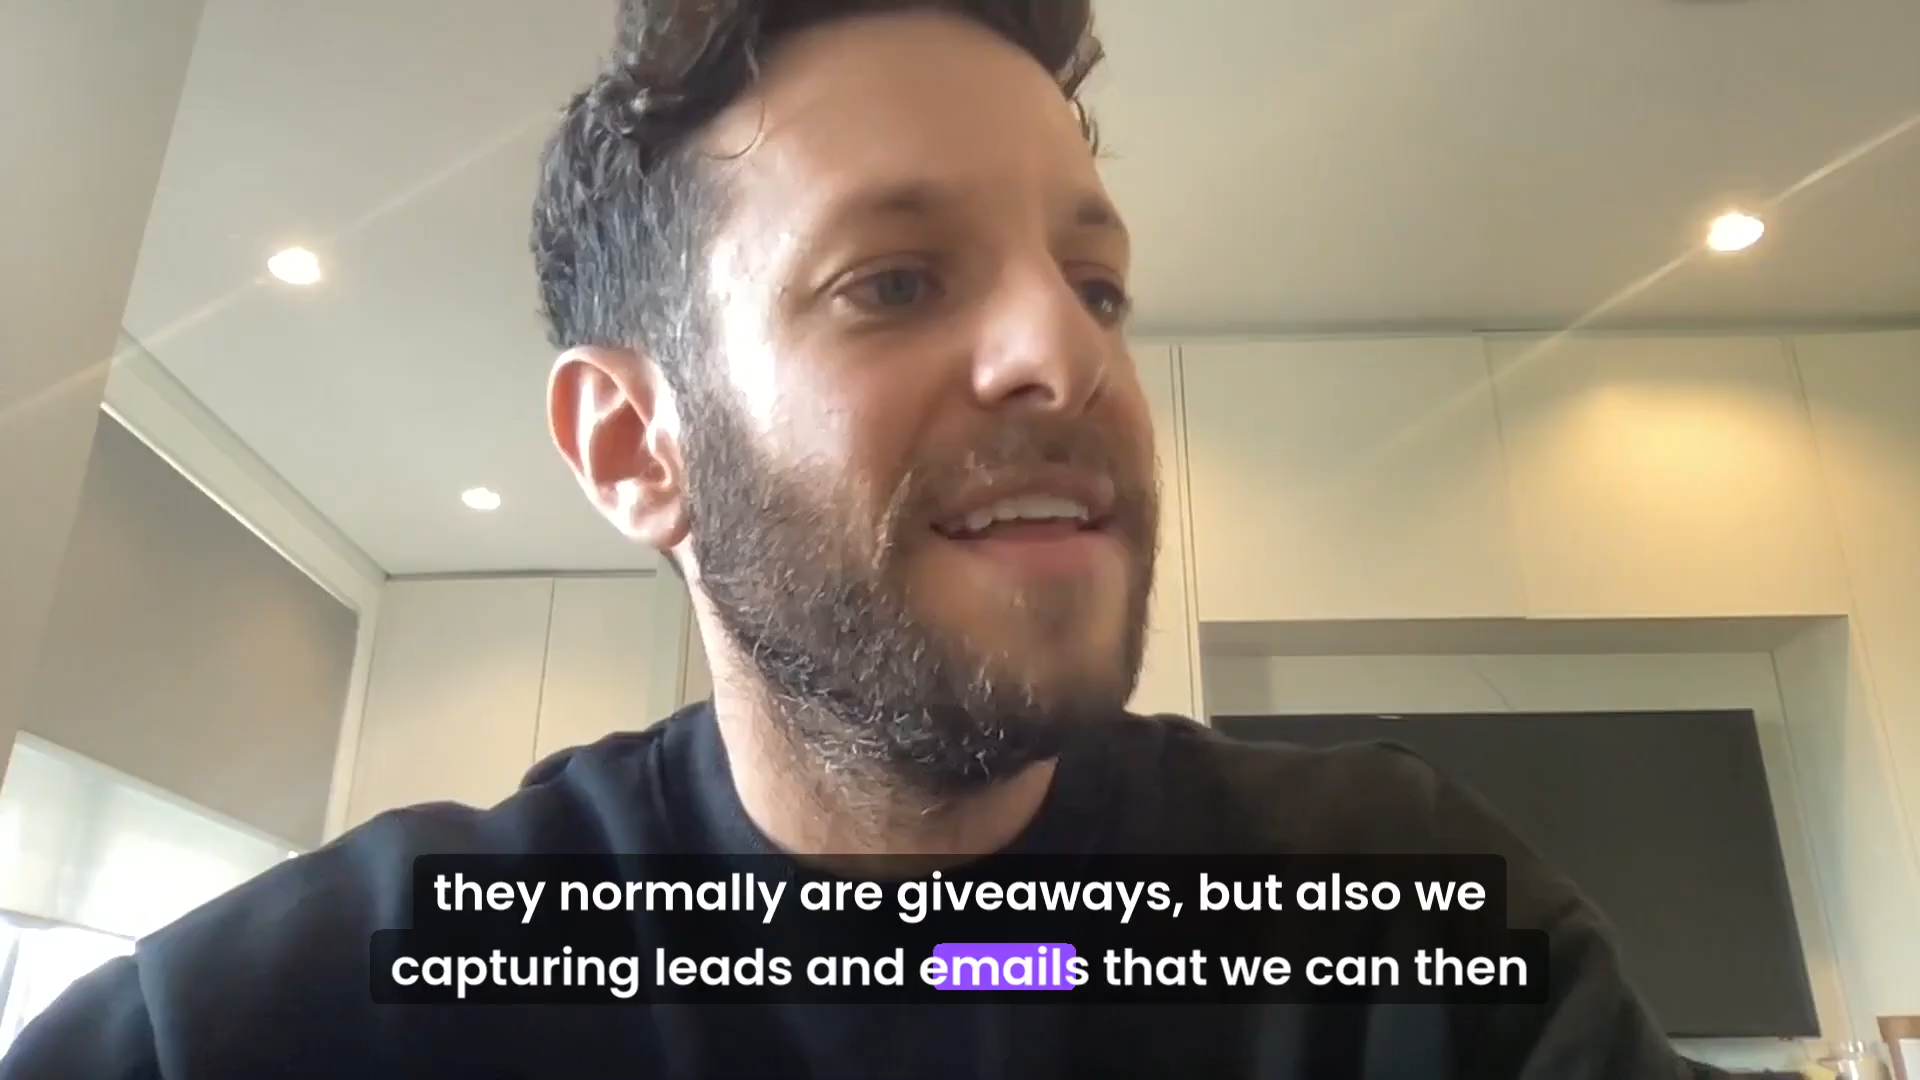 they normally are giveaways, but also we
capturing leads and emails that we can then